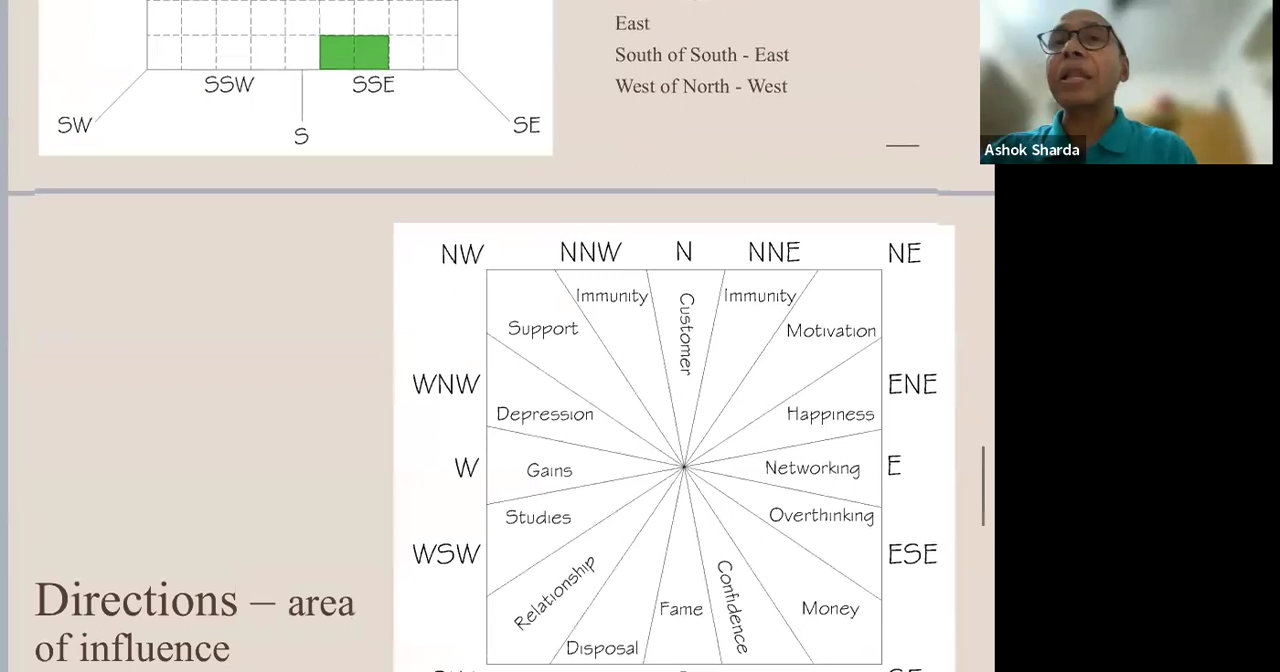 East
South of South - East
West of North - West
SSW
SSE
SW
S
SE
Ashok Sharda
NW
NNW
N
NNE
NE
Immunity
Customer
Immunity
Support
Motivation
WNW
ENE
Depression
Happiness
W
Gains
Networking
E
Studies
Overthinking
WSW
ESE
Relationship
Confidence
Fame
Money
Disposal
Directions – area
of influence